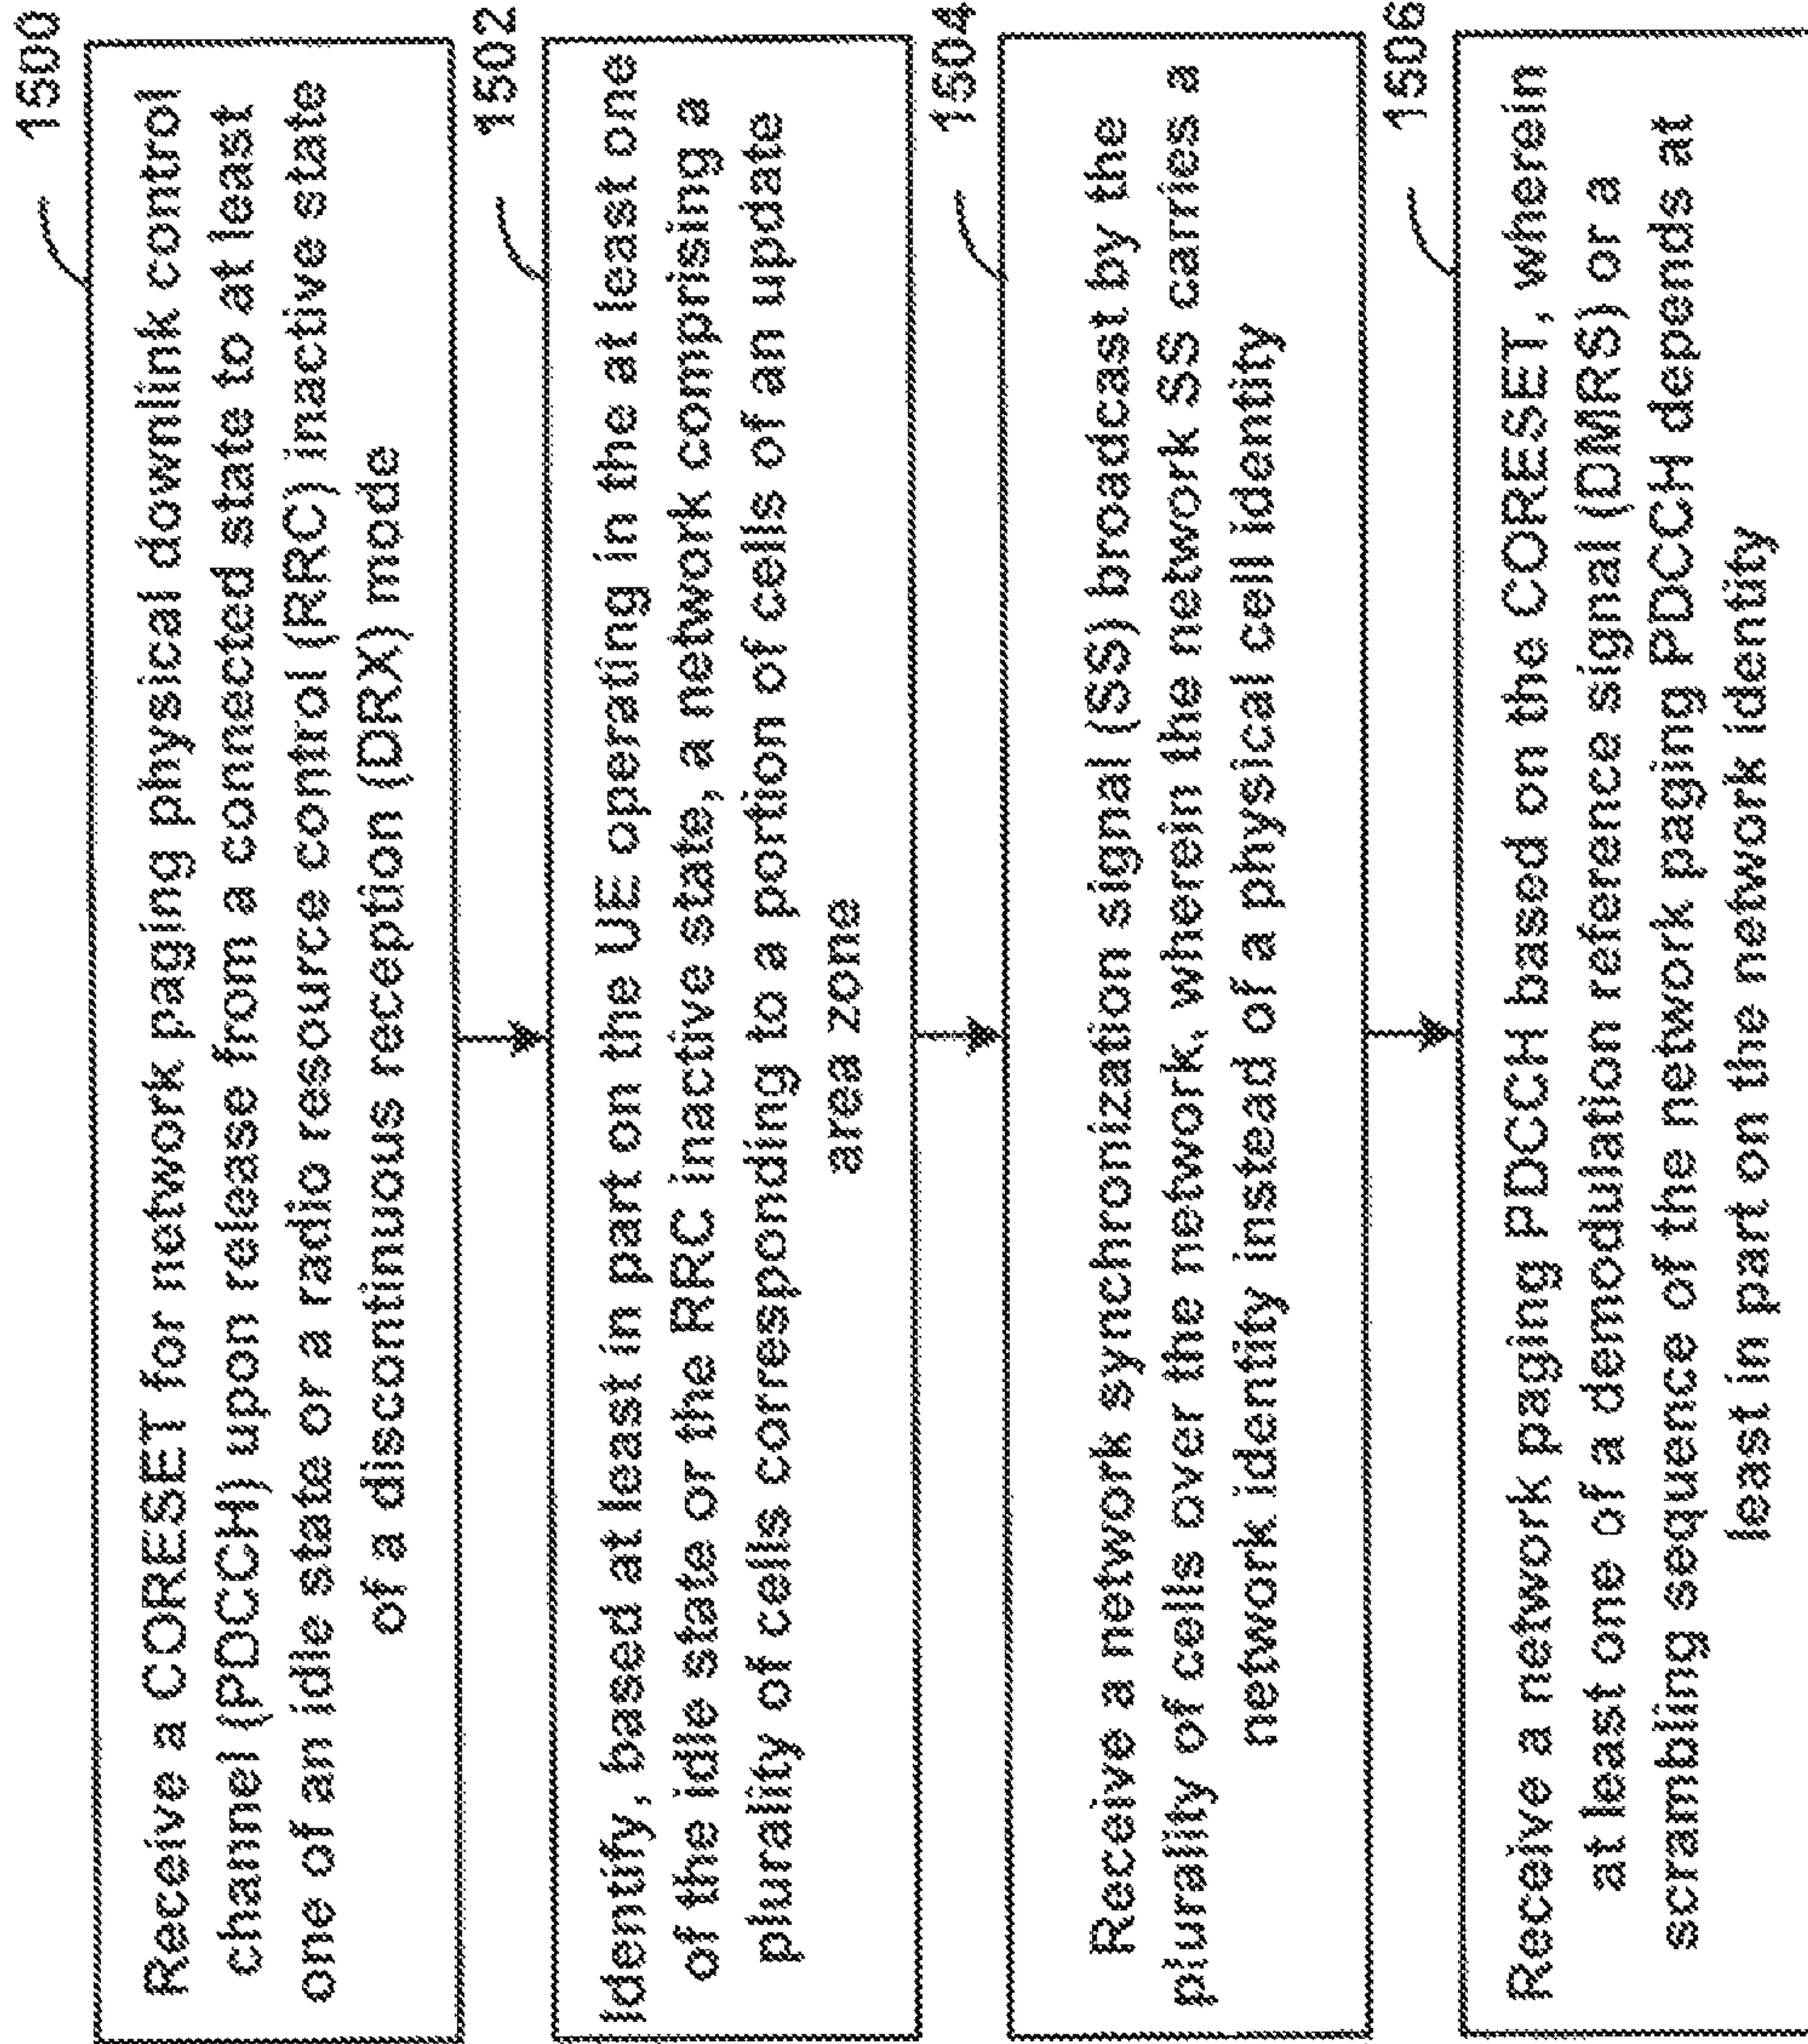 1500
Receive a CORESET for network paging physical downlink control
channel (PDCCH) upon release from a connected state to at least
one of an idle state or a radio resource control (RRC) inactive state
of a discontinuous reception (DRX) mode
1502
Identify, based at least in part on the UE operating in the at least one
of the idle state or the RRC inactive state, a network comprising a
plurality of cells corresponding to a portion of cells of an update
area zone
1504
Receive a network synchronization signal (SS) broadcast by the
plurality of cells over the network, wherein the network SS carries a
network identity instead of a physical cell identity
1506
Receive a network paging PDCCH based on the CORESET, wherein
at least one of a demodulation reference signal (DMRS) or a
scrambling sequence of the network paging PDCCH depends at
least in part on the network identity